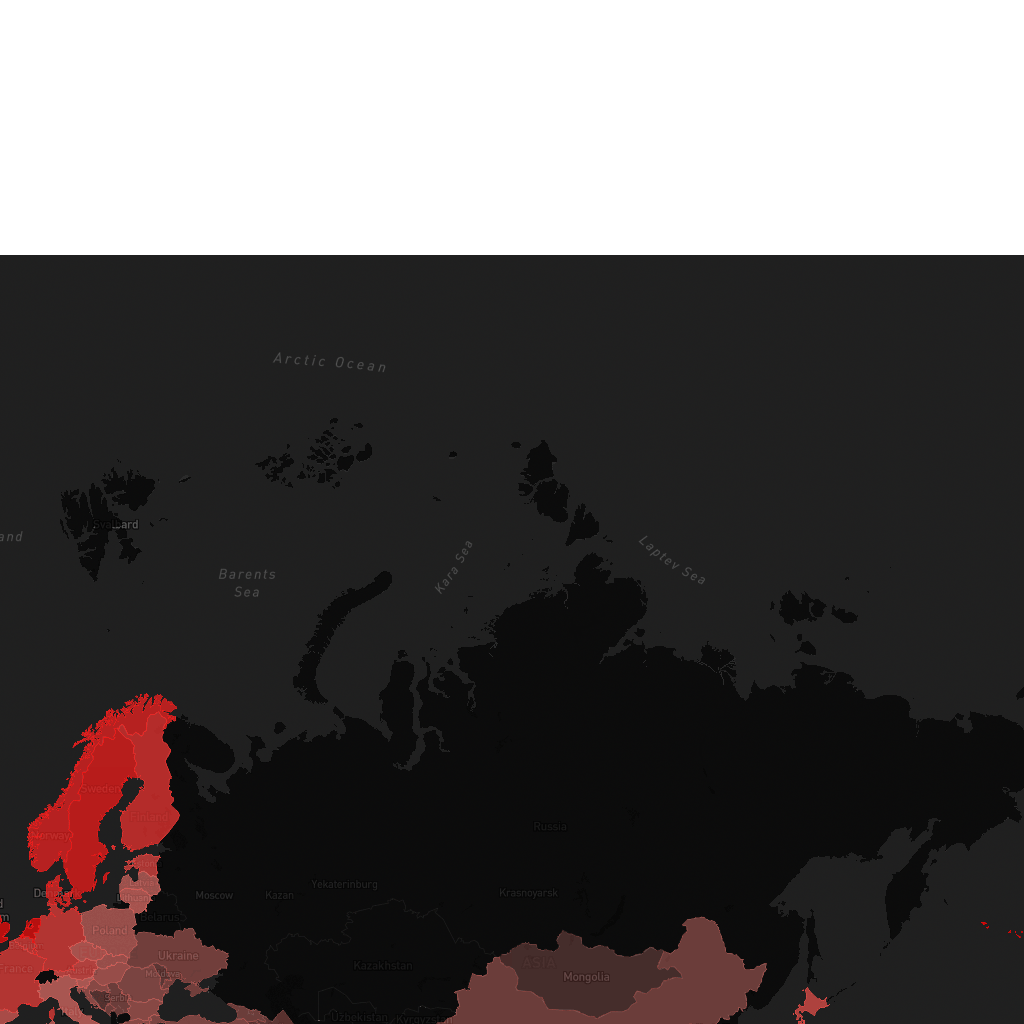 Arctic Ocean
Svalbard
and
Barents
Sea
Kara Sea
Laptev Sea
Sweden
Finland
Norway
Russia
Yekaterinburg
Moscow
Kazan
Krasnoyarsk
Belarus
Poland
Ukraine
ASIA
Kazakhstan
France
Moldova
Mongolia
Serbia
Uzbekistan
Kyrgyzstan